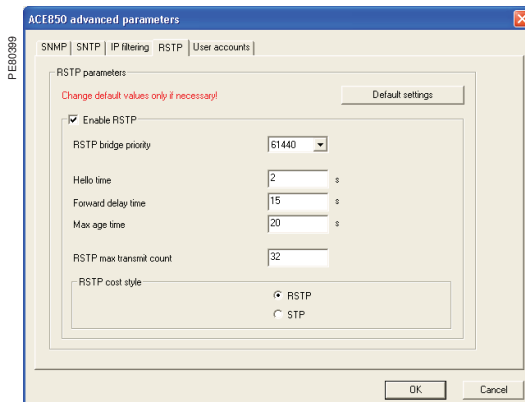 PE80399
ACE850 advanced parameters
SNMP SNTP IP filtering RSTP User accounts
RSTP parameters
Change default values only if necessary!
Default settings
Enable RSTP
RSTP bridge priority 61440
Hello time 2 s
Forward delay time 15 s
Max age time 20 s
RSTP max transmit count 32
RSTP cost style
RSTP
STP
OK Cancel